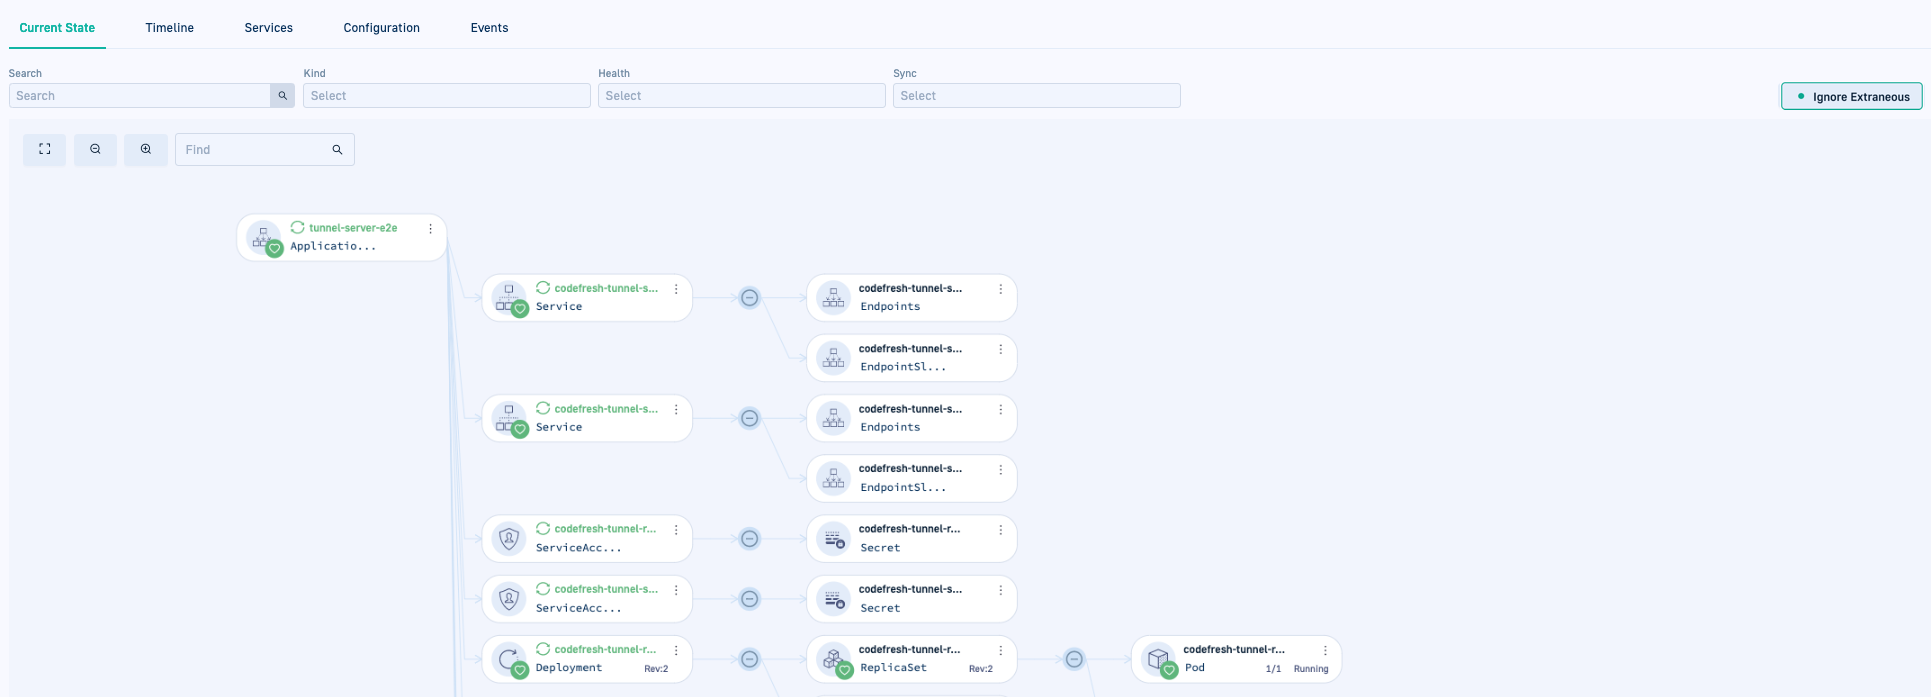 Current State
Timeline
Services
Configuration
Events
Search
Kind
Health
Sync
Search
Select
Select
Select
Ignore Extraneous
Find
tunnel-server-e2e
Applicatio...
codefresh-tunnel-s...
Service
codefresh-tunnel-s...
Endpoints
codefresh-tunnel-s...
EndpointSl...
codefresh-tunnel-s...
Service
codefresh-tunnel-s...
Endpoints
codefresh-tunnel-s...
EndpointSl...
codefresh-tunnel-r...
ServiceAcc...
codefresh-tunnel-r...
Secret
codefresh-tunnel-s...
ServiceAcc...
codefresh-tunnel-s...
Secret
codefresh-tunnel-r...
Deployment Rev:2
codefresh-tunnel-r...
ReplicaSet Rev:2
codefresh-tunnel-r...
Pod 1/1 Running